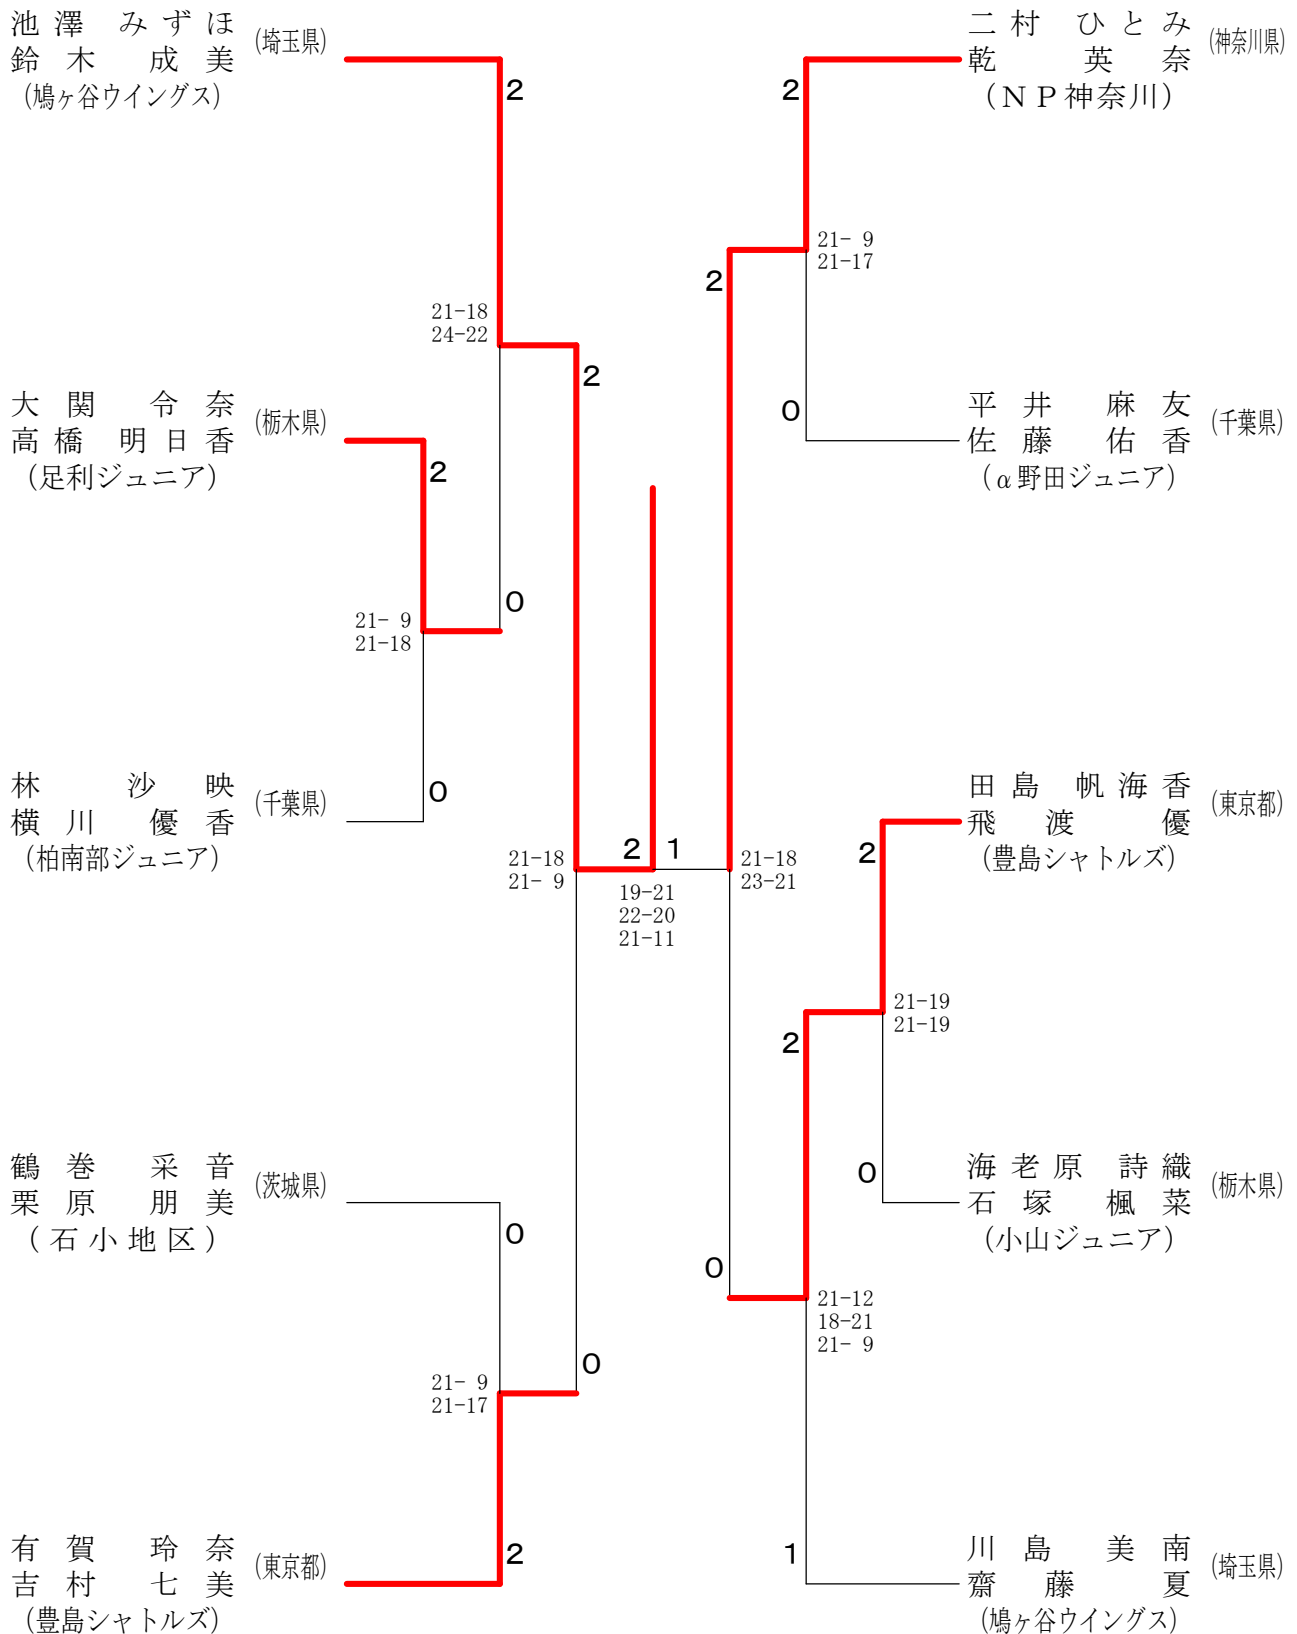 池澤 みずほ
鈴木 成美
(埼玉県)
(鳩ヶ谷ウイングス)
2
21-18
24-22
大関 令奈
高橋 明日香
(栃木県)
(足利ジュニア)
2
0
21- 9
21-18
林 沙映
横川 優香
(千葉県)
(柏南部ジュニア)
0
2
21-18
21- 9
鶴巻 采音
栗原 朋美
(茨城県)
(石小地区)
0
21- 9
21-17
0
有賀 玲奈
吉村 七美
(東京都)
(豊島シャトルズ)
2
2 1
19-21
22-20
21-11
二村 ひとみ
乾 英奈
(神奈川県)
(ＮＰ神奈川)
2
21- 9
21-17
2
平井 麻友
佐藤 佑香
(千葉県)
(α野田ジュニア)
0
21-18
23-21
田島 帆海香
飛渡 優
(東京都)
(豊島シャトルズ)
2
21-19
21-19
2
海老原 詩織
石塚 楓菜
(栃木県)
(小山ジュニア)
0
0
21-12
18-21
21- 9
川島 美南
齋藤 夏
(埼玉県)
(鳩ヶ谷ウイングス)
1